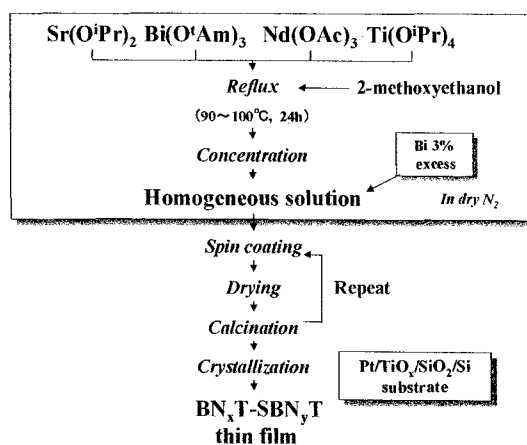 Sr(OⁱPr)₂ Bi(OᵗAm)₃ Nd(OAc)₃ Ti(OⁱPr)₄
Reflux
2-methoxyethanol
(90～100℃, 24h)
Concentration
Bi 3%
excess
Homogeneous solution
In dry N₂
Spin coating
Drying
Repeat
Calcination
Crystallization
Pt/TiOₓ/SiO₂/Si
substrate
BNₓT-SBNᵧT
thin film